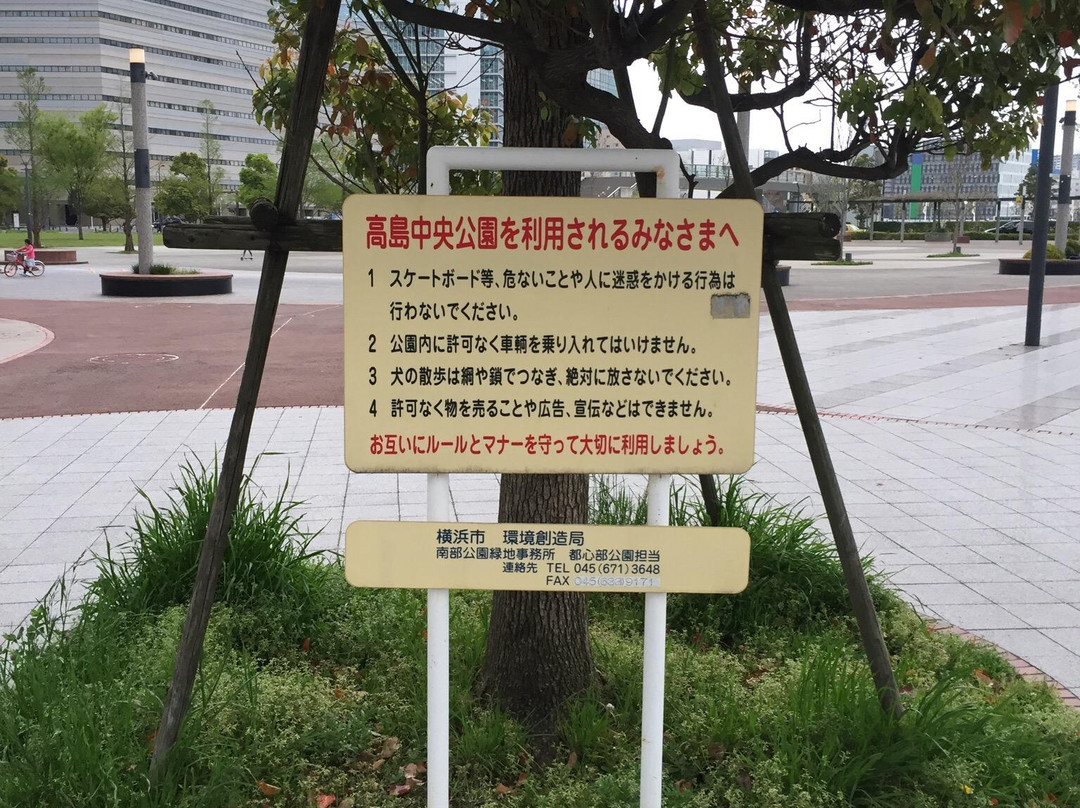 高島中央公園を利用されるみなさまへ
1 スケートボード等、危ないことや人に迷惑をかける行為は
行わないでください。
2 公園内に許可なく車輌を乗り入れてはいけません。
3 犬の散歩は綱や鎖でつなぎ、絶対に放さないでください。
4 許可なく物を売ることや広告、宣伝などはできません。
お互いにルールとマナーを守って大切に利用しましょう。
横浜市 環境創造局
南部公園緑地事務所 都心部公園担当
連絡先 TEL 045(671)3648
FAX